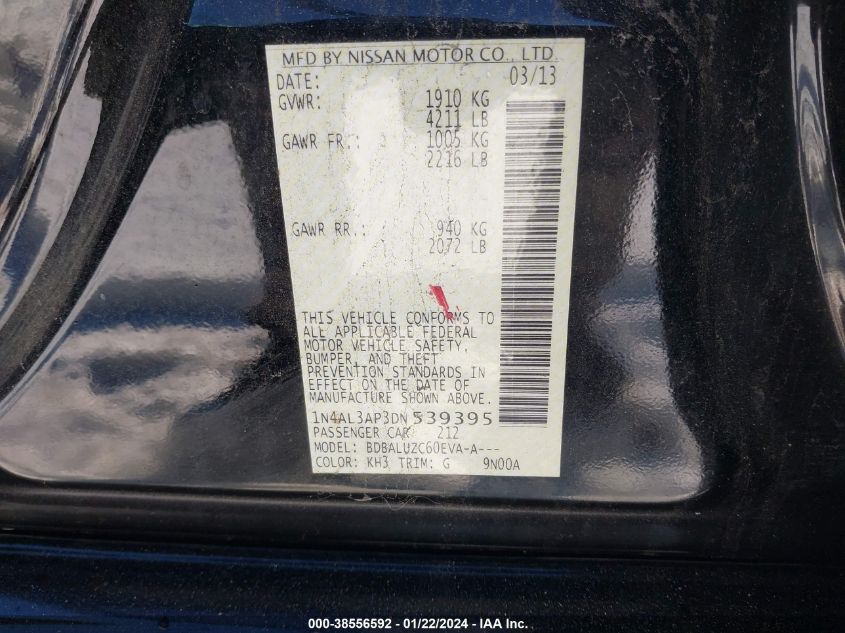 MFD BY NISSAN MOTOR CO., LTD.
DATE: 03/13
GVWR: 1910 KG
4211 LB
GAWR FR.: 1005 KG
2216 LB
GAWR RR.: 940 KG
2072 LB
THIS VEHICLE CONFORMS TO
ALL APPLICABLE FEDERAL
MOTOR VEHICLE SAFETY,
BUMPER, AND THEFT
PREVENTION STANDARDS IN
EFFECT ON THE DATE OF
MANUFACTURE SHOWN ABOVE.
1N4AL3AP3DN539395
PASSENGER CAR 212
MODEL: BDBALUZC60EVA-A---
COLOR: KH3 TRIM: G 9N00A
000-38556592 - 01/22/2024 - IAA Inc.